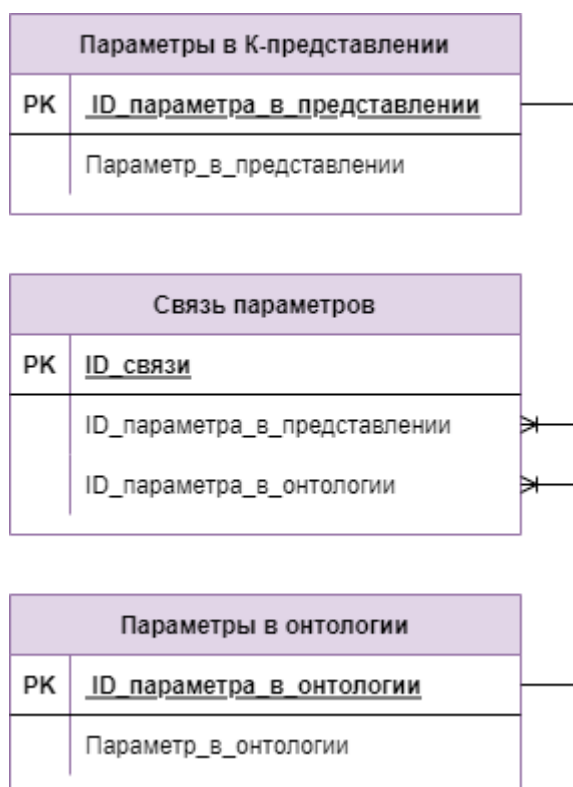 Параметры в К-представлении
PK ID_параметра_в_представлении
Параметр_в_представлении
Связь параметров
PK ID_связи
ID_параметра_в_представлении
ID_параметра_в_онтологии
Параметры в онтологии
PK ID_параметра_в_онтологии
Параметр_в_онтологии